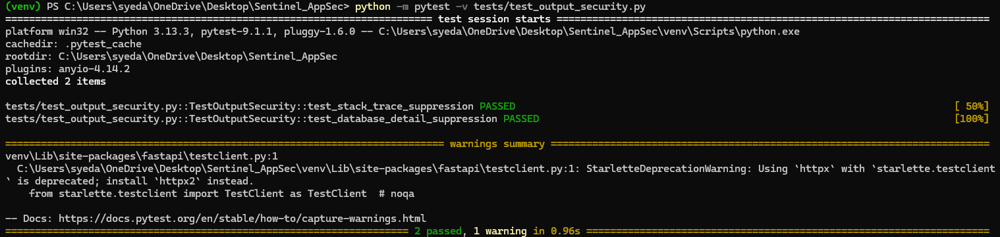 (venv) PS C:\Users\syeda\OneDrive\Desktop\Sentinel_AppSec> python -m pytest -v tests/test_output_security.py
======================================================================== test session starts =========================================================================
platform win32 -- Python 3.13.3, pytest-9.1.1, pluggy-1.6.0 -- C:\Users\syeda\OneDrive\Desktop\Sentinel_AppSec\venv\Scripts\python.exe
cachedir: .pytest_cache
rootdir: C:\Users\syeda\OneDrive\Desktop\Sentinel_AppSec
plugins: anyio-4.14.2
collected 2 items
tests/test_output_security.py::TestOutputSecurity::test_stack_trace_suppression PASSED [ 50%]
tests/test_output_security.py::TestOutputSecurity::test_database_detail_suppression PASSED [100%]
========================================================================== warnings summary ==========================================================================
venv\Lib\site-packages\fastapi\testclient.py:1
C:\Users\syeda\OneDrive\Desktop\Sentinel_AppSec\venv\Lib\site-packages\fastapi\testclient.py:1: StarletteDeprecationWarning: Using `httpx` with `starlette.testclient
` is deprecated; install `httpx2` instead.
from starlette.testclient import TestClient as TestClient # noqa
-- Docs: https://docs.pytest.org/en/stable/how-to/capture-warnings.html
==================================================================== 2 passed, 1 warning in 0.96s ====================================================================